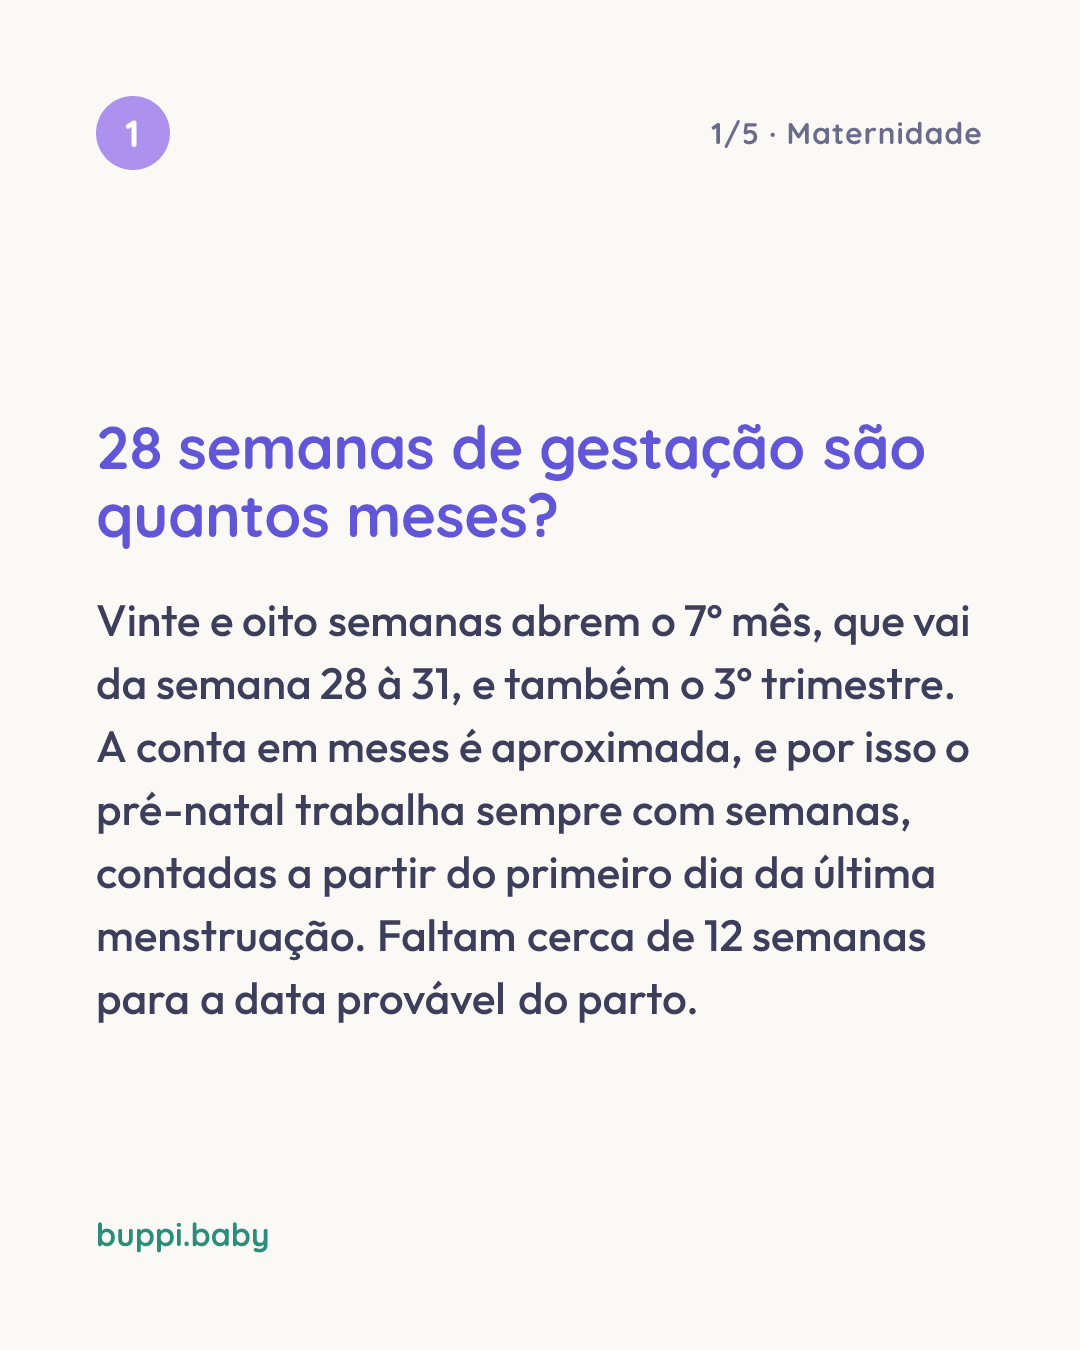 1
1/5 · Maternidade
28 semanas de gestação são
quantos meses?
Vinte e oito semanas abrem o 7º mês, que vai
da semana 28 à 31, e também o 3º trimestre.
A conta em meses é aproximada, e por isso o
pré-natal trabalha sempre com semanas,
contadas a partir do primeiro dia da última
menstruação. Faltam cerca de 12 semanas
para a data provável do parto.
buppi.baby